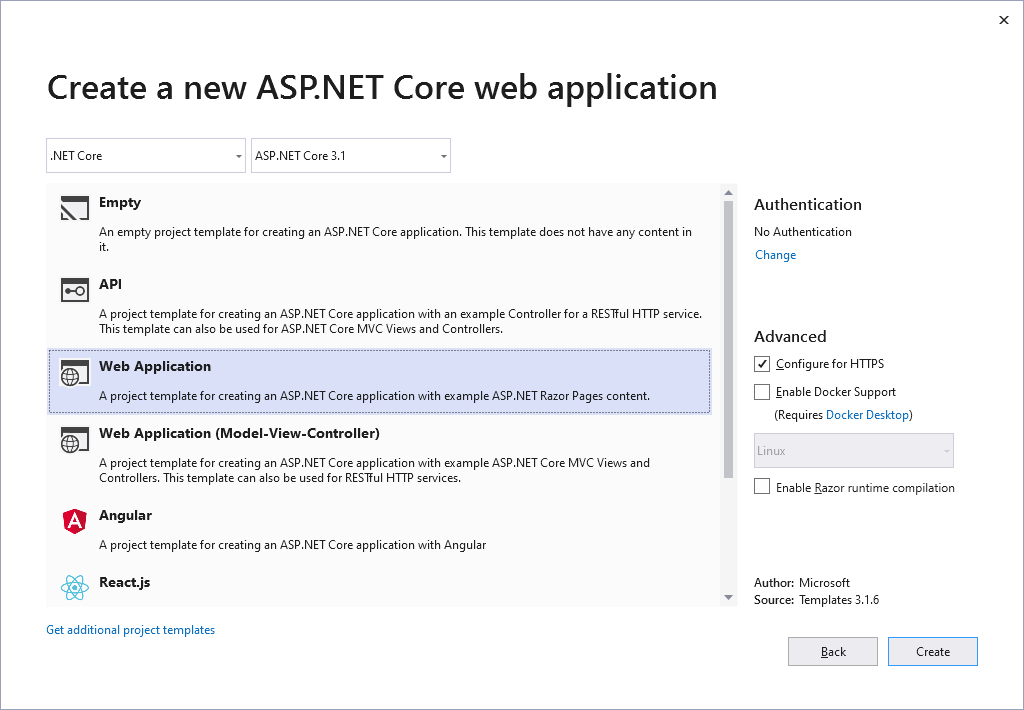 Create a new ASP.NET Core web application
.NET Core
ASP.NET Core 3.1
Empty
An empty project template for creating an ASP.NET Core application. This template does not have any content in
it.
API
A project template for creating an ASP.NET Core application with an example Controller for a RESTful HTTP service.
This template can also be used for ASP.NET Core MVC Views and Controllers.
Web Application
A project template for creating an ASP.NET Core application with example ASP.NET Razor Pages content.
Web Application (Model-View-Controller)
A project template for creating an ASP.NET Core application with example ASP.NET Core MVC Views and
Controllers. This template can also be used for RESTful HTTP services.
Angular
A project template for creating an ASP.NET Core application with Angular
React.js
Get additional project templates
Authentication
No Authentication
Change
Advanced
Configure for HTTPS
Enable Docker Support
(Requires Docker Desktop)
Linux
Enable Razor runtime compilation
Author: Microsoft
Source: Templates 3.1.6
Back
Create